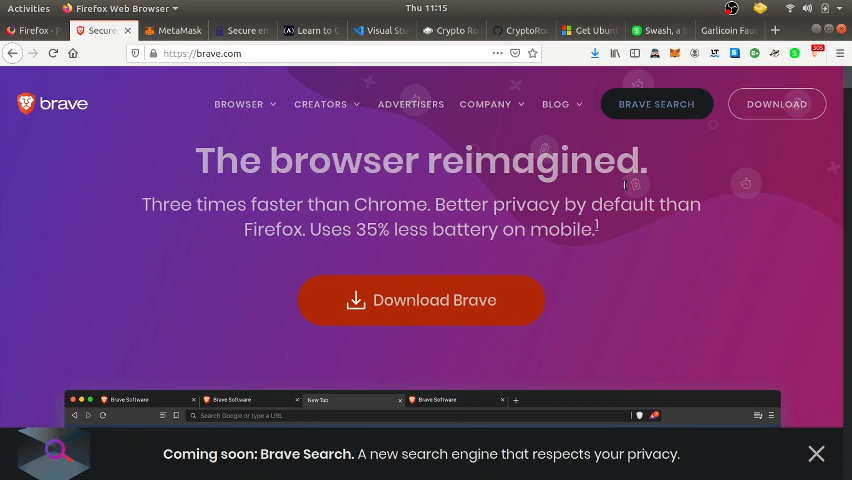 Activities Firefox Web Browser Thu 11:15
Firefox - P Secure, MetaMask Secure em Learn to C Visual Stu Crypto Ro CryptoRo Get Ubunt Swash, a L Garlicoin Fau
https://brave.com 305
brave BROWSER CREATORS ADVERTISERS COMPANY BLOG BRAVE SEARCH DOWNLOAD
The browser reimagined.
Three times faster than Chrome. Better privacy by default than
Firefox. Uses 35% less battery on mobile.1
Download Brave
Brave Software Brave Software New Tab Brave Software
Search Google or type a URL
Coming soon: Brave Search. A new search engine that respects your privacy.